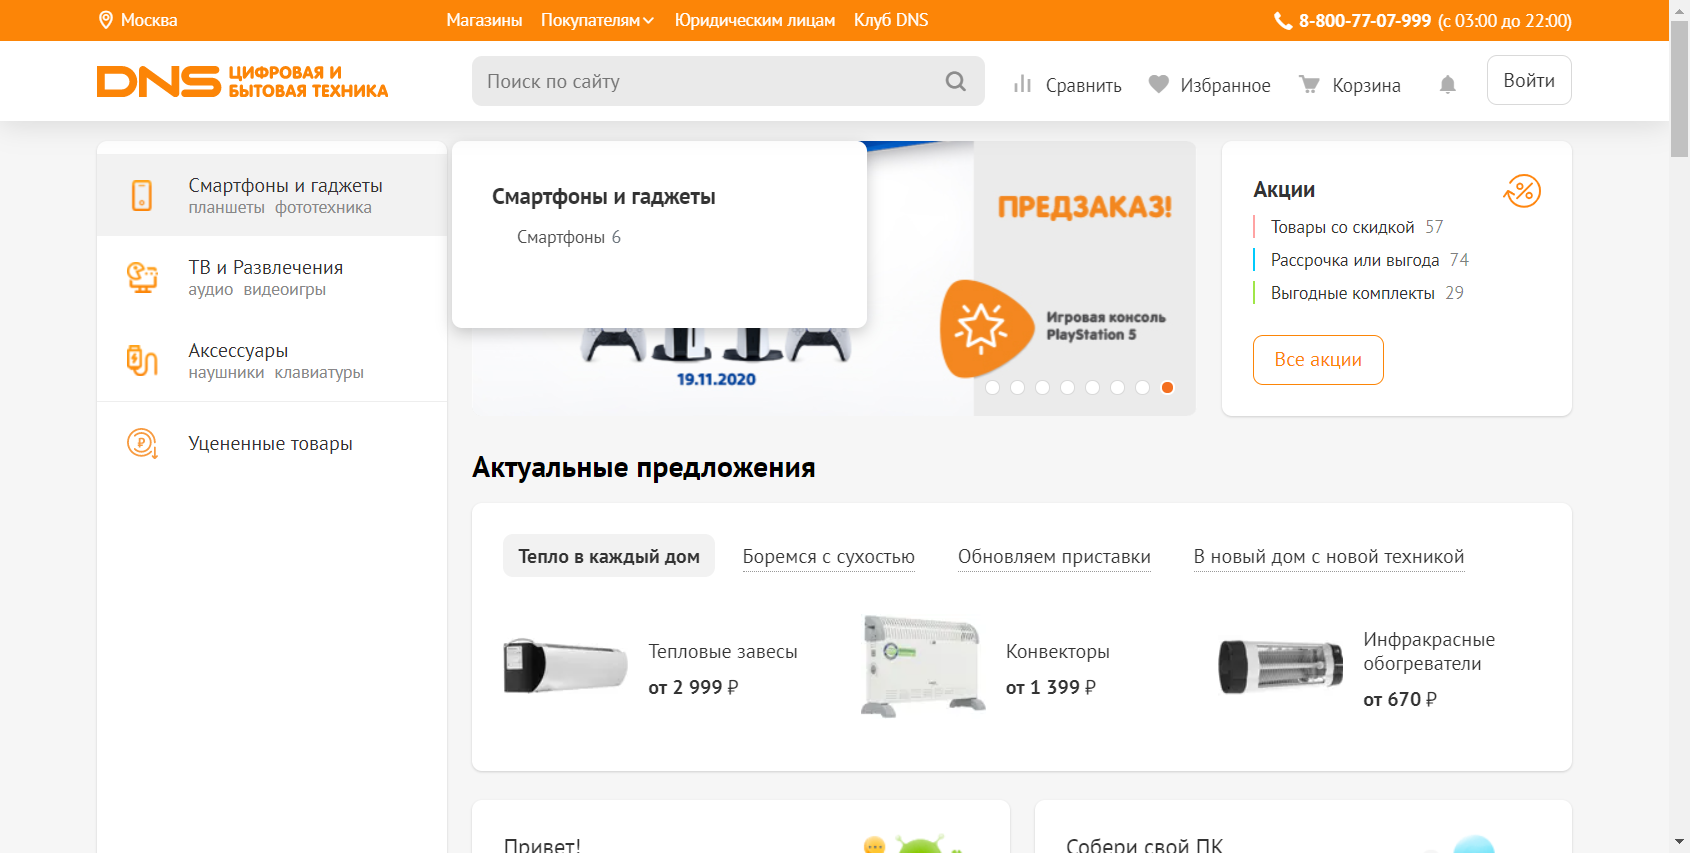 Москва
Магазины
Покупателям
Юридическим лицам
Клуб DNS
8-800-77-07-999 (с 03:00 до 22:00)
DNS ЦИФРОВАЯ И БЫТОВАЯ ТЕХНИКА
Поиск по сайту
Сравнить
Избранное
Корзина
Войти
Смартфоны и гаджеты
планшеты фототехника
ТВ и Развлечения
аудио видеоигры
Аксессуары
наушники клавиатуры
Уцененные товары
Смартфоны и гаджеты
Смартфоны 6
ПРЕДЗАКАЗ!
Игровая консоль
PlayStation 5
19.11.2020
Акции
Товары со скидкой 57
Рассрочка или выгода 74
Выгодные комплекты 29
Все акции
Актуальные предложения
Тепло в каждый дом
Боремся с сухостью
Обновляем приставки
В новый дом с новой техникой
Тепловые завесы
от 2 999 ₽
Конвекторы
от 1 399 ₽
Инфракрасные
обогреватели
от 670 ₽
Привет!
Собери свой ПК